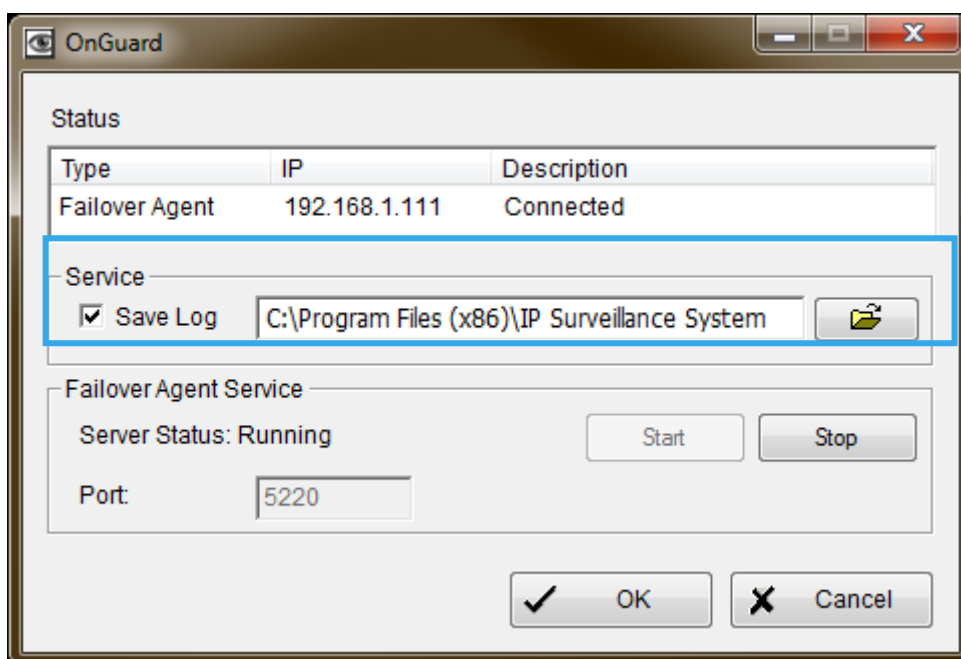 OnGuard
Status
Type IP Description
Failover Agent 192.168.1.111 Connected
Service
Save Log C:\Program Files (x86)\IP Surveillance System
Failover Agent Service
Server Status: Running Start Stop
Port: 5220
OK Cancel